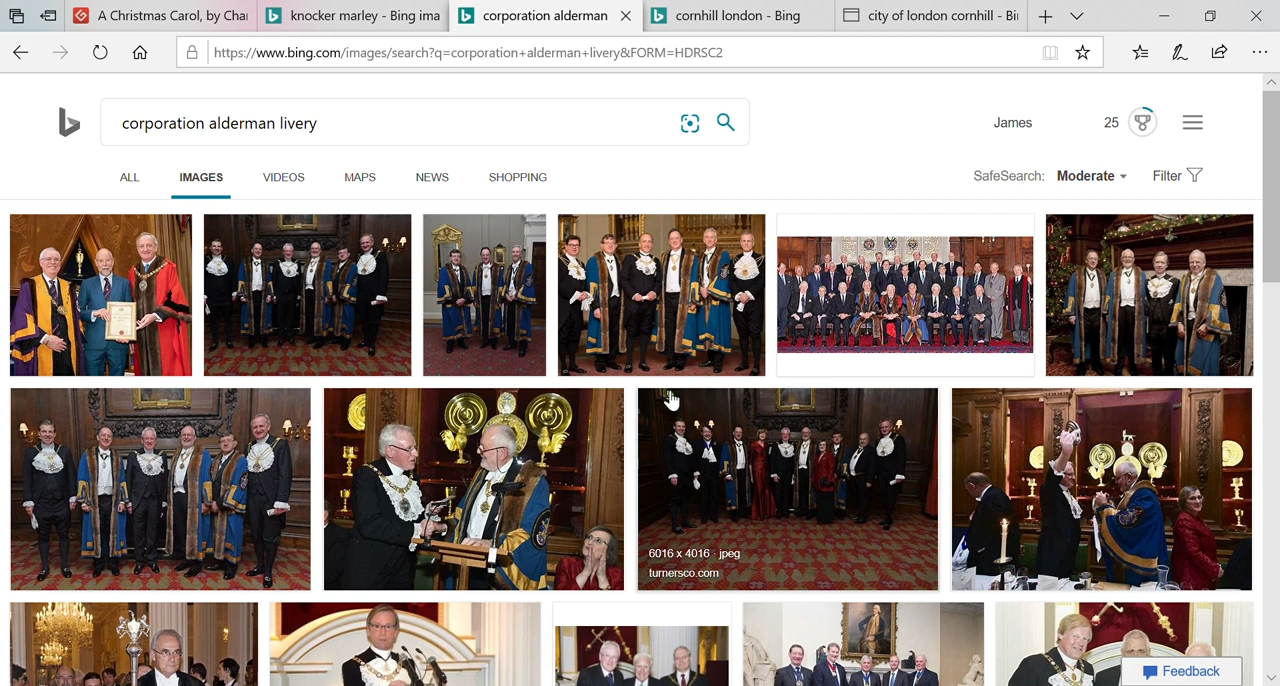 A Christmas Carol, by Cha
knocker marley - Bing ima
corporation alderman
cornhill london - Bing
city of london cornhill - Bi
https://www.bing.com/images/search?q=corporation+alderman+livery&FORM=HDRSC2
corporation alderman livery
James
25
ALL
IMAGES
VIDEOS
MAPS
NEWS
SHOPPING
SafeSearch:
Moderate
Filter
6016 x 4016 · jpeg
turnersco.com
Feedback